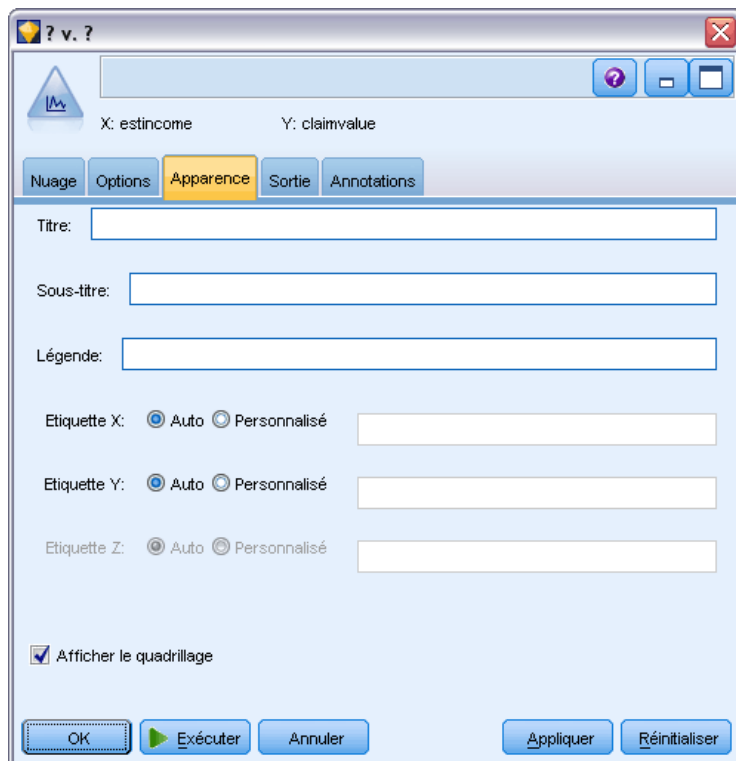 ? v. ?
X: estincome Y: claimvalue
Nuage Options Apparence Sortie Annotations
Titre:
Sous-titre:
Légende:
Etiquette X: Auto Personnalisé
Etiquette Y: Auto Personnalisé
Etiquette Z: Auto Personnalisé
Afficher le quadrillage
OK Exécuter Annuler Appliquer Réinitialiser